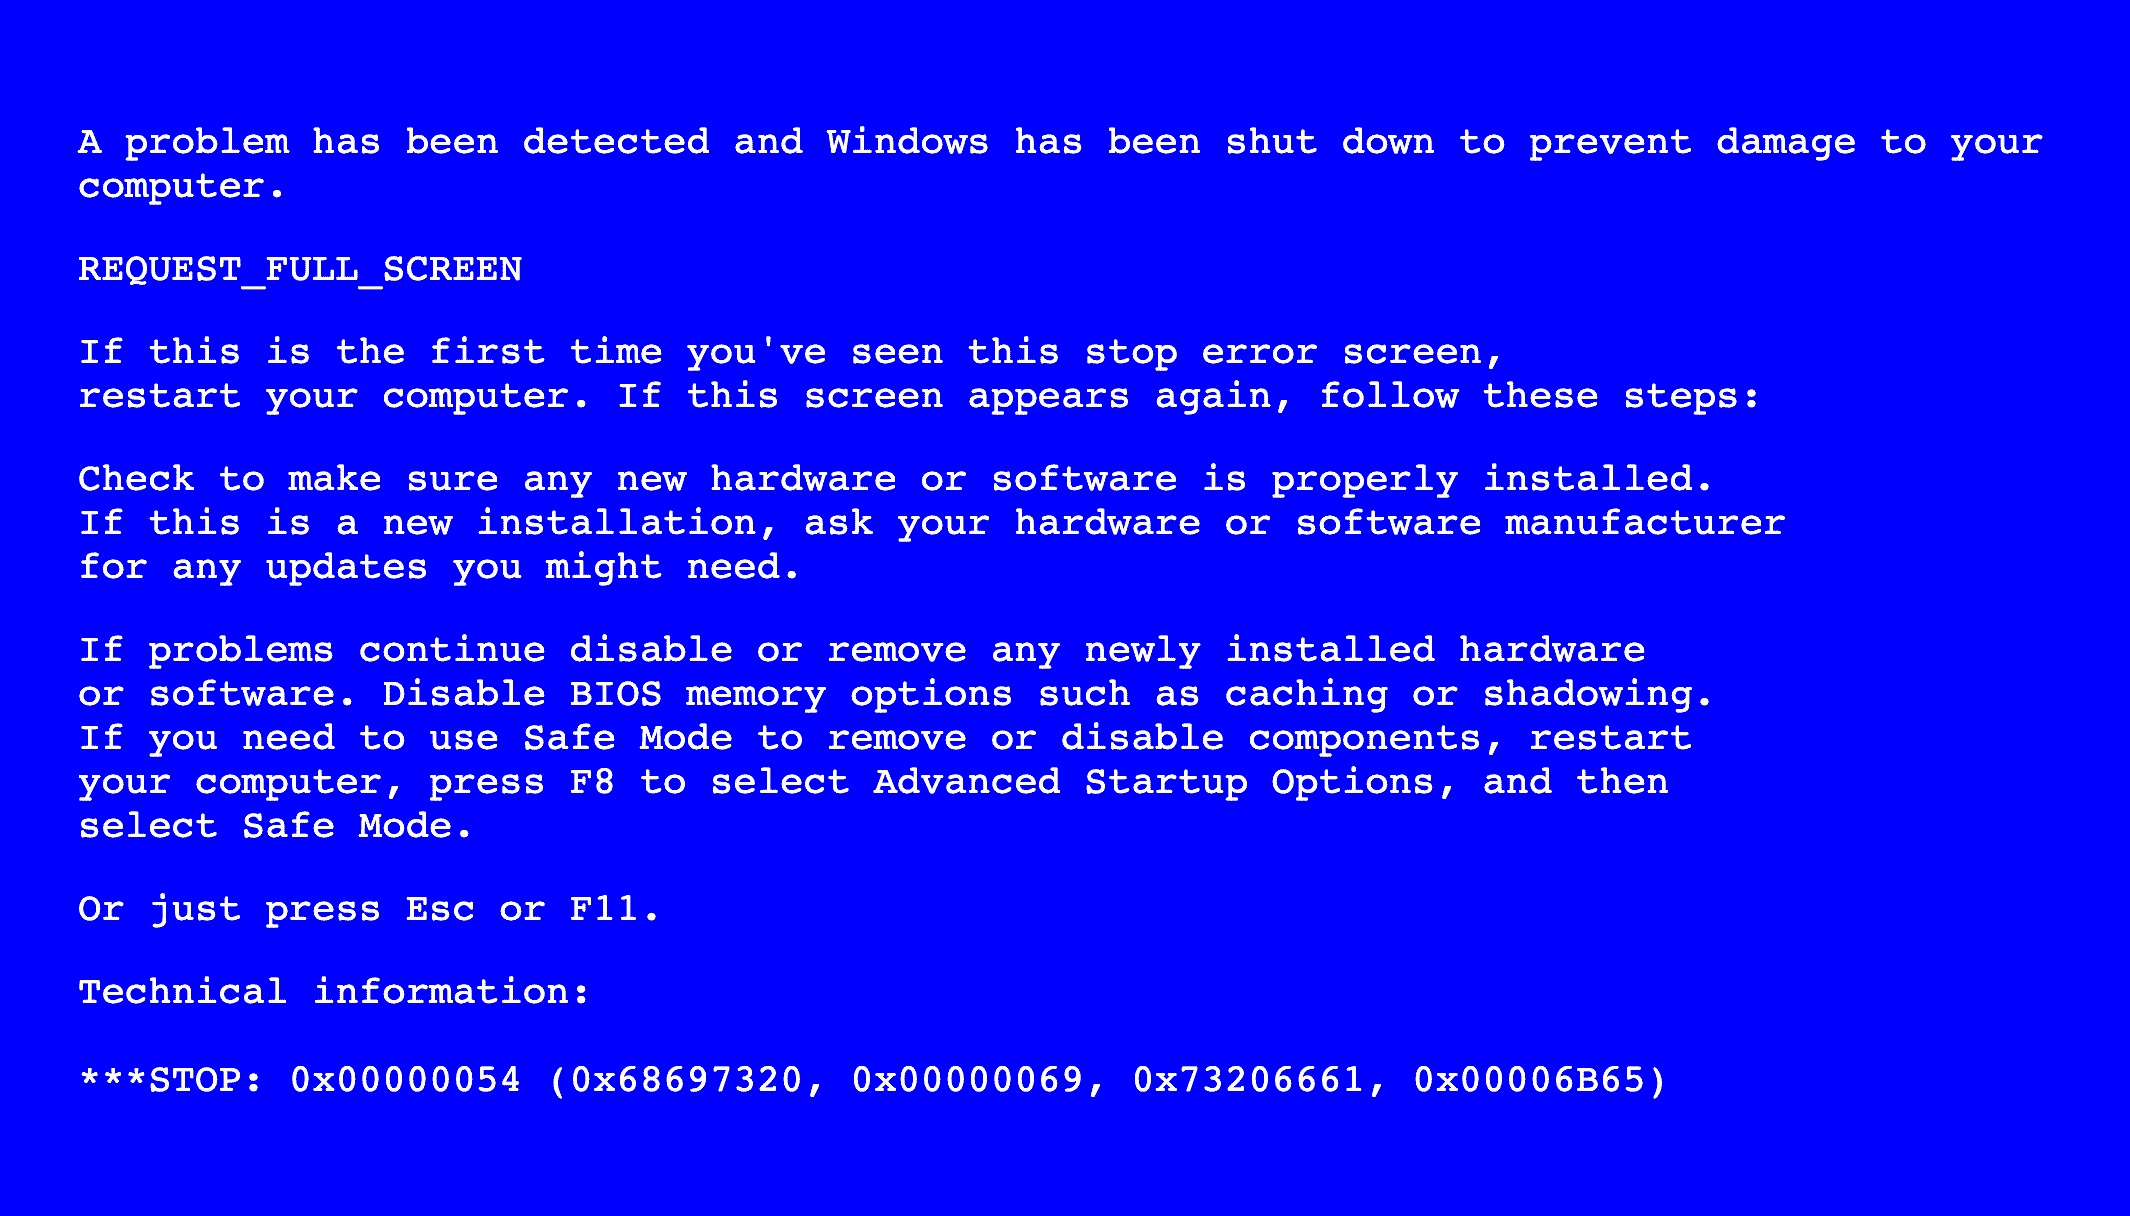 A problem has been detected and Windows has been shut down to prevent damage to your
computer.
REQUEST_FULL_SCREEN
If this is the first time you've seen this stop error screen,
restart your computer. If this screen appears again, follow these steps:
Check to make sure any new hardware or software is properly installed.
If this is a new installation, ask your hardware or software manufacturer
for any updates you might need.
If problems continue disable or remove any newly installed hardware
or software. Disable BIOS memory options such as caching or shadowing.
If you need to use Safe Mode to remove or disable components, restart
your computer, press F8 to select Advanced Startup Options, and then
select Safe Mode.
Or just press Esc or F11.
Technical information:
***STOP: 0x00000054 (0x68697320, 0x00000069, 0x73206661, 0x00006B65)